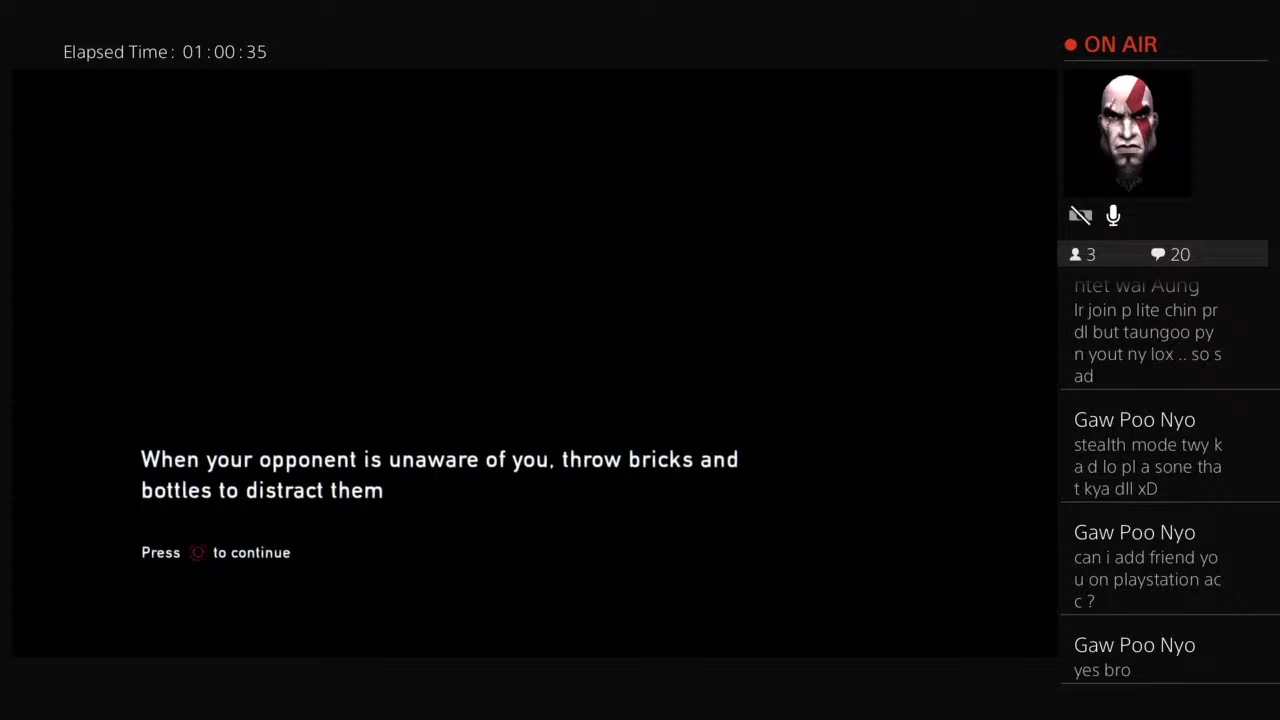 Elapsed Time: 01:00:35
ON AIR
3 20
htet wai Aung
Ir join p lite chin pr
dl but taungoo py
n yout ny lox .. so s
ad
Gaw Poo Nyo
stealth mode twy k
a d lo pl a sone tha
t kya dll xD
Gaw Poo Nyo
can i add friend yo
u on playstation ac
c ?
Gaw Poo Nyo
yes bro
When your opponent is unaware of you, throw bricks and
bottles to distract them
Press to continue